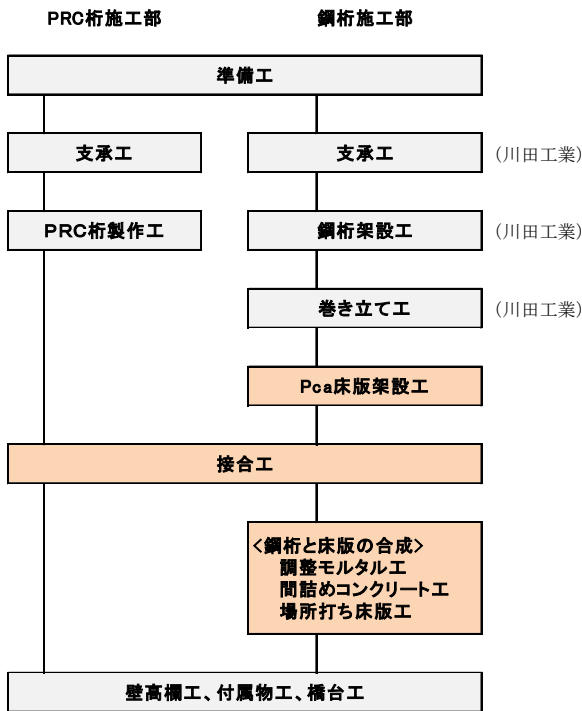 PRC桁施工部 鋼桁施工部
準備工
支承工 支承工 (川田工業)
PRC桁製作工 鋼桁架設工 (川田工業)
巻き立て工 (川田工業)
Pca床版架設工
接合工
<鋼桁と床版の合成>
調整モルタル工
間詰めコンクリート工
場所打ち床版工
壁高欄工、付属物工、橋台工